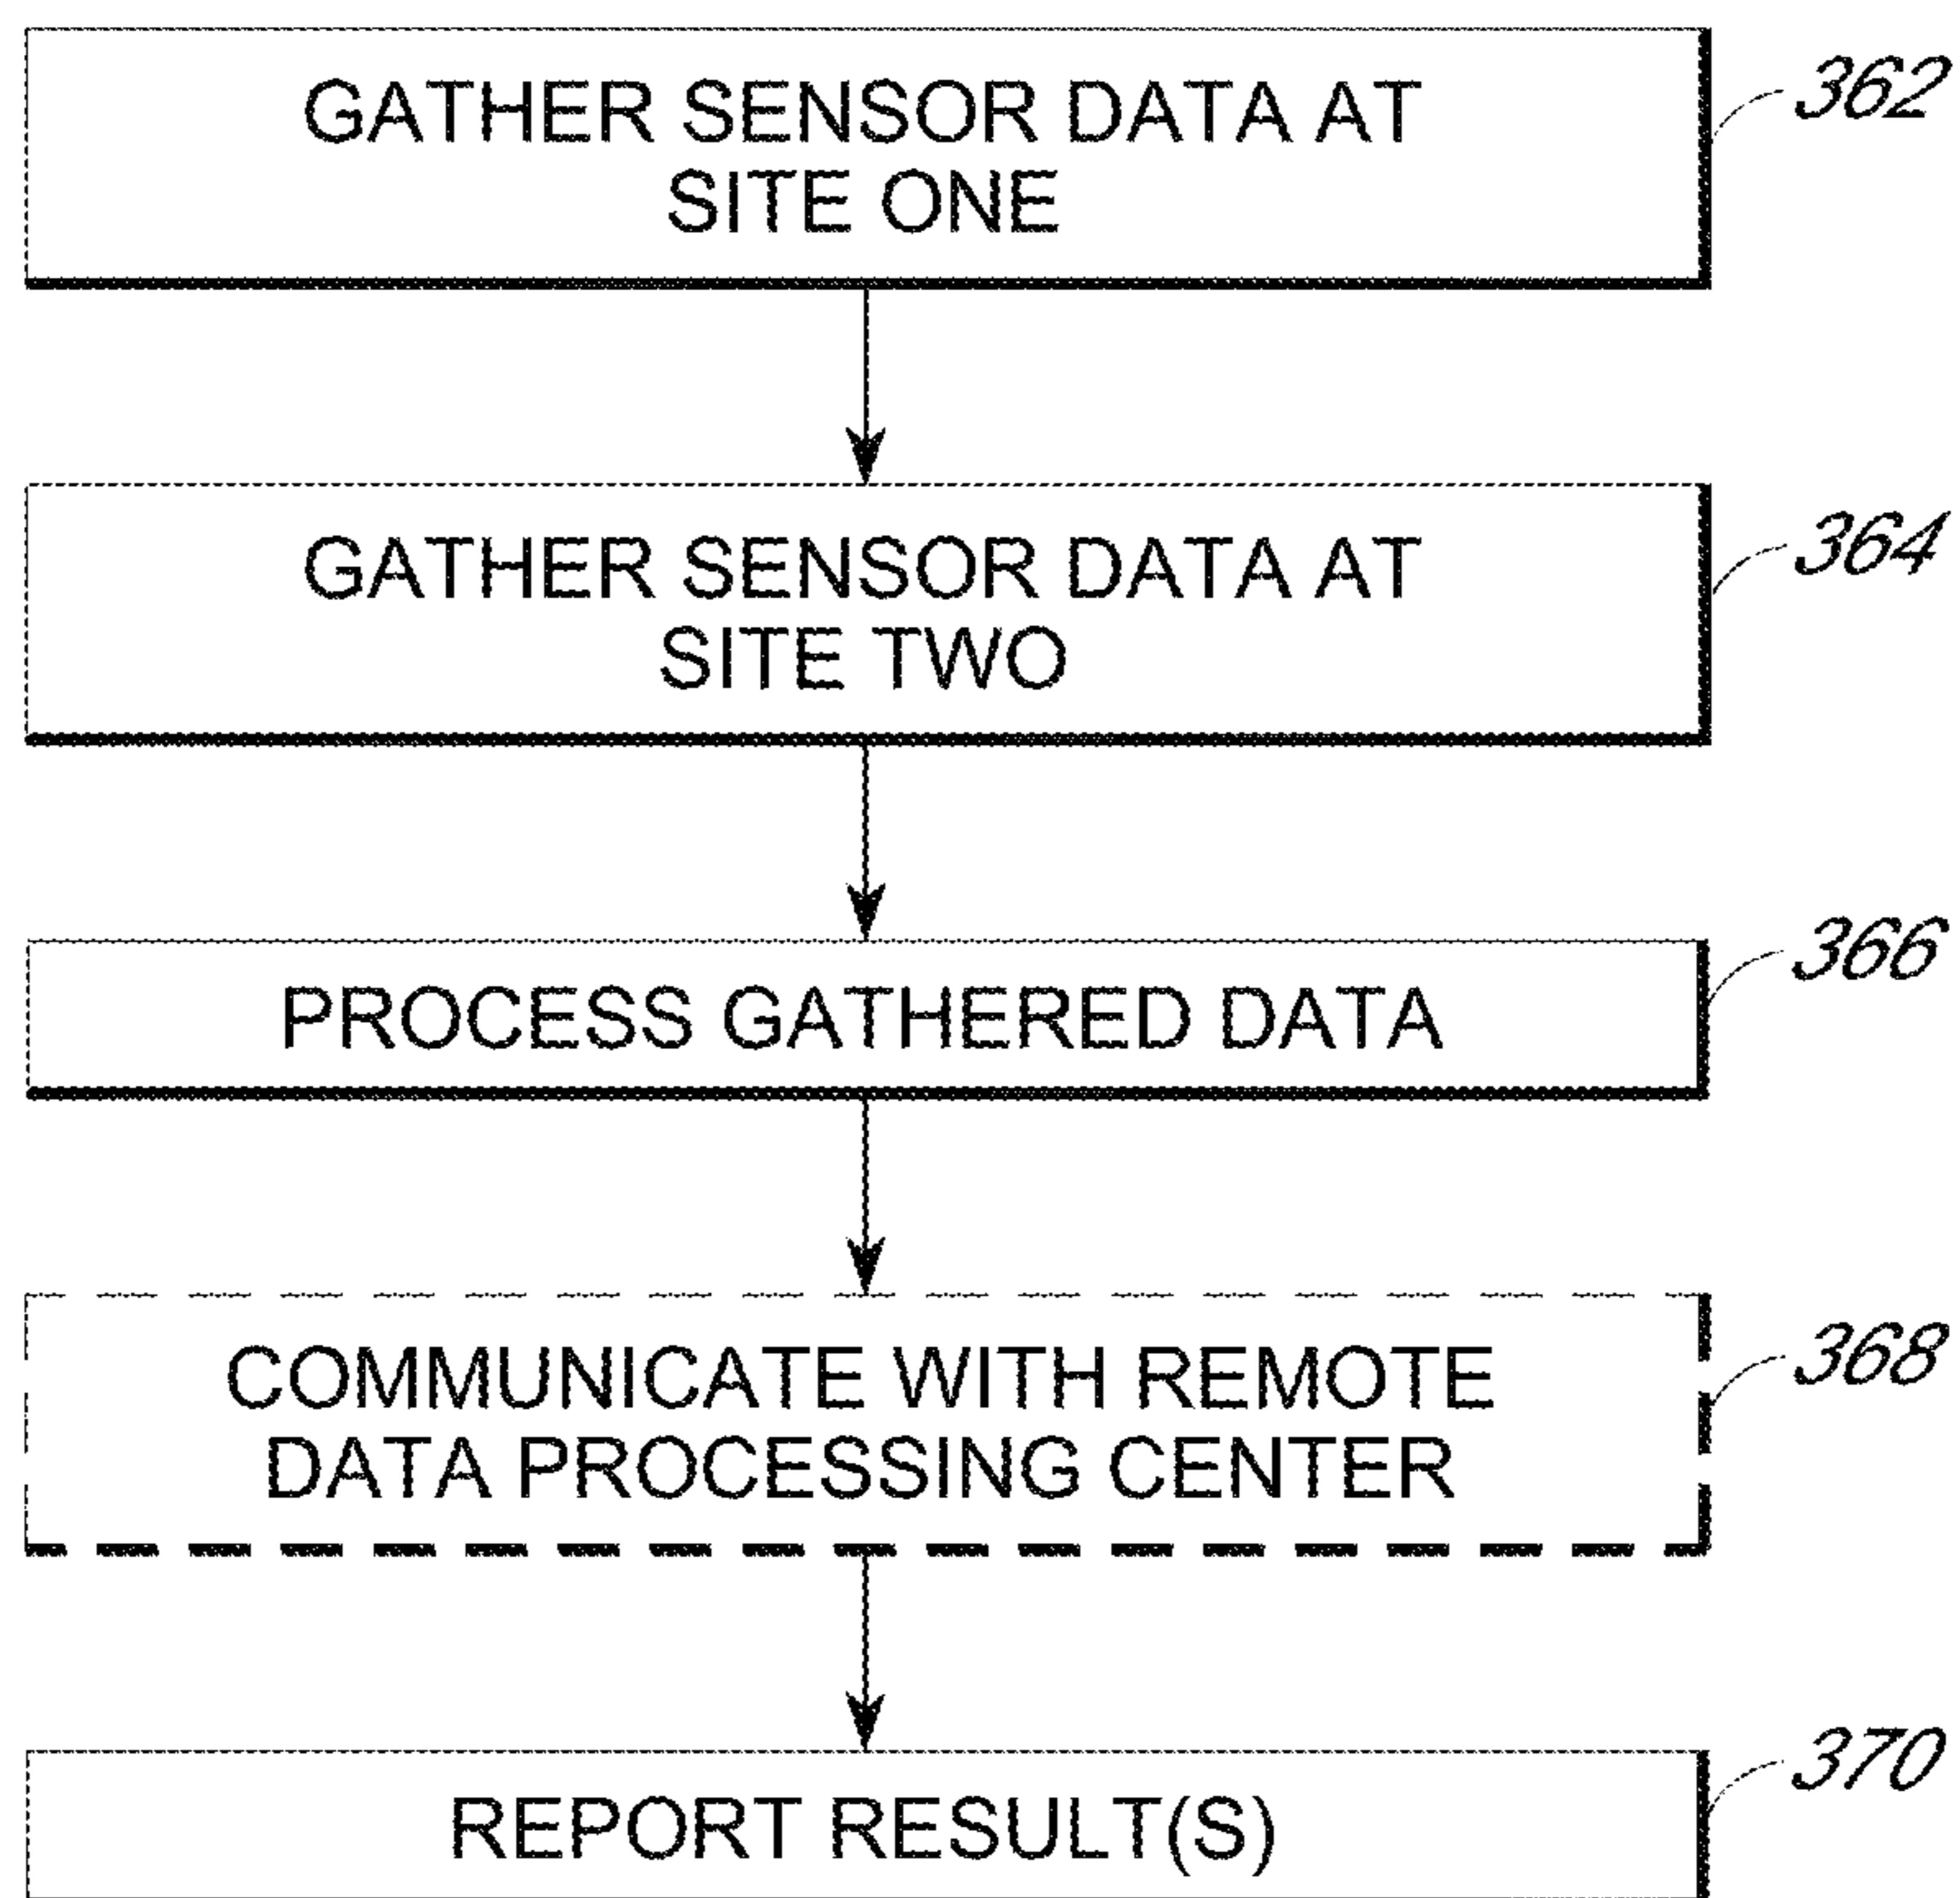 GATHER SENSOR DATA AT
SITE ONE
362
GATHER SENSOR DATA AT
SITE TWO
364
PROCESS GATHERED DATA
366
COMMUNICATE WITH REMOTE
DATA PROCESSING CENTER
368
REPORT RESULT(S)
370